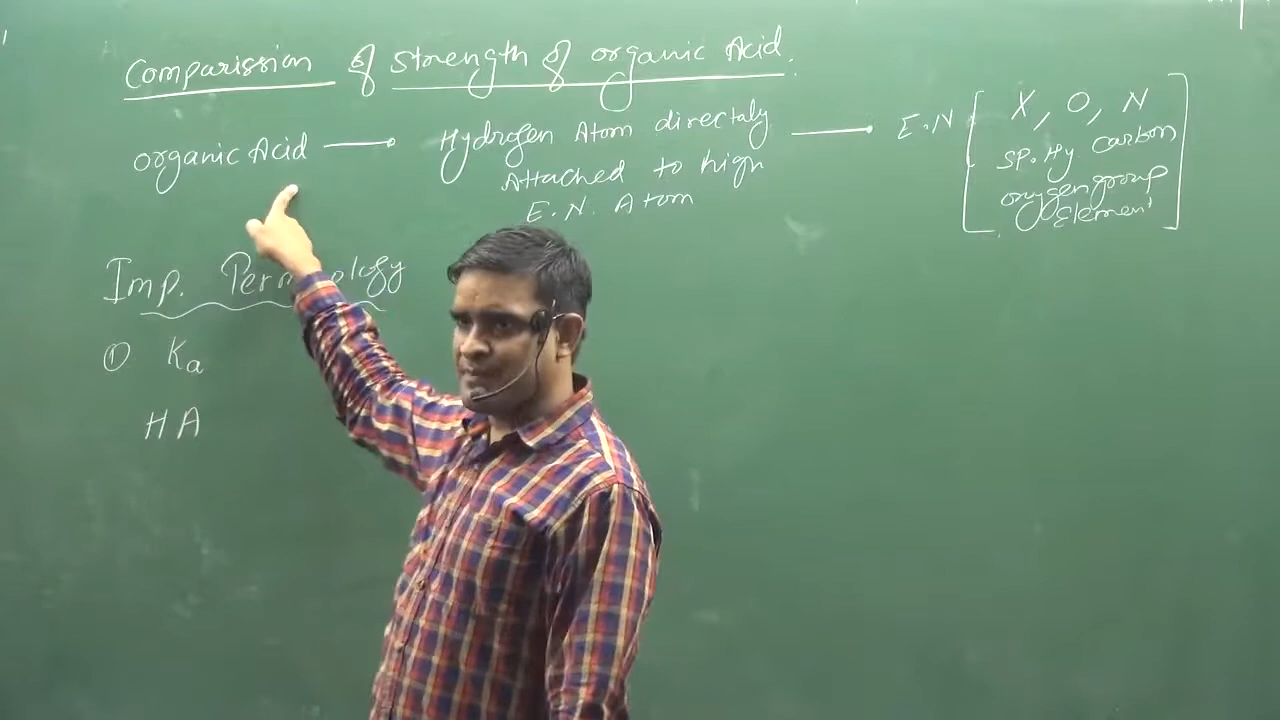 Comparission of Strength of organic Acid.
organic Acid → Hydrogen Atom directaly → E.N [X, O, N
Attached to high
E.N. Atom
sp. Hy carbon
oxygen group
Element]
Imp.
① Ka
HA